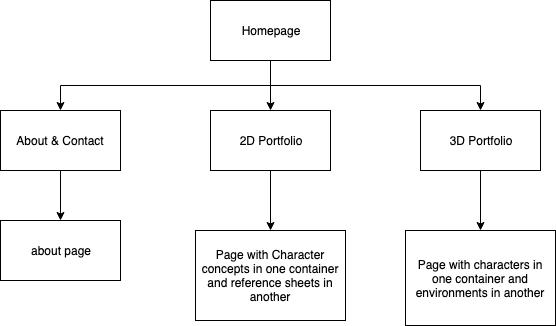 Homepage
About & Contact
2D Portfolio
3D Portfolio
about page
Page with Character
concepts in one container
and reference sheets in
another
Page with characters in
one container and
environments in another